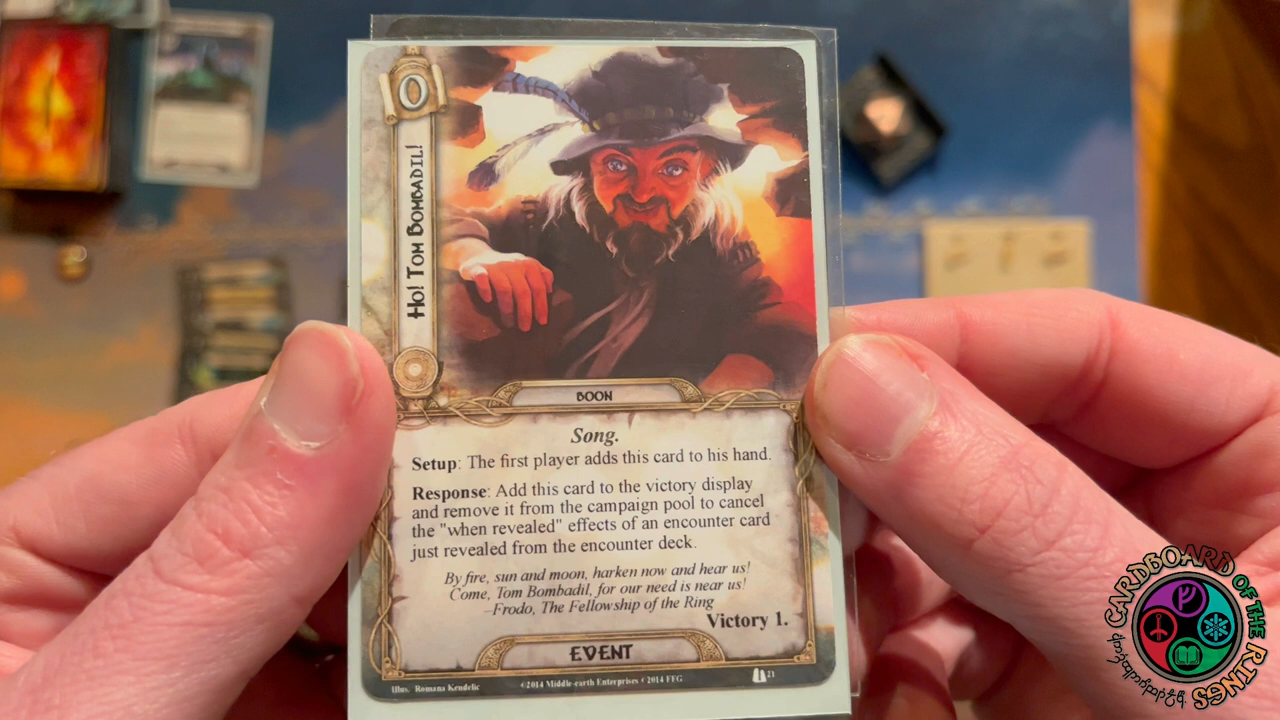 0
Ho! Tom Bombadil!
BOON
Song.
Setup: The first player adds this card to his hand.
Response: Add this card to the victory display
and remove it from the campaign pool to cancel
the "when revealed" effects of an encounter card
just revealed from the encounter deck.
By fire, sun and moon, harken now and hear us!
Come, Tom Bombadil, for our need is near us!
–Frodo, The Fellowship of the Ring
Victory 1.
EVENT
Illus. Romana Kendelic
©2014 Middle-earth Enterprises ©2014 FFG
21
CARDBOARD OF THE RINGS